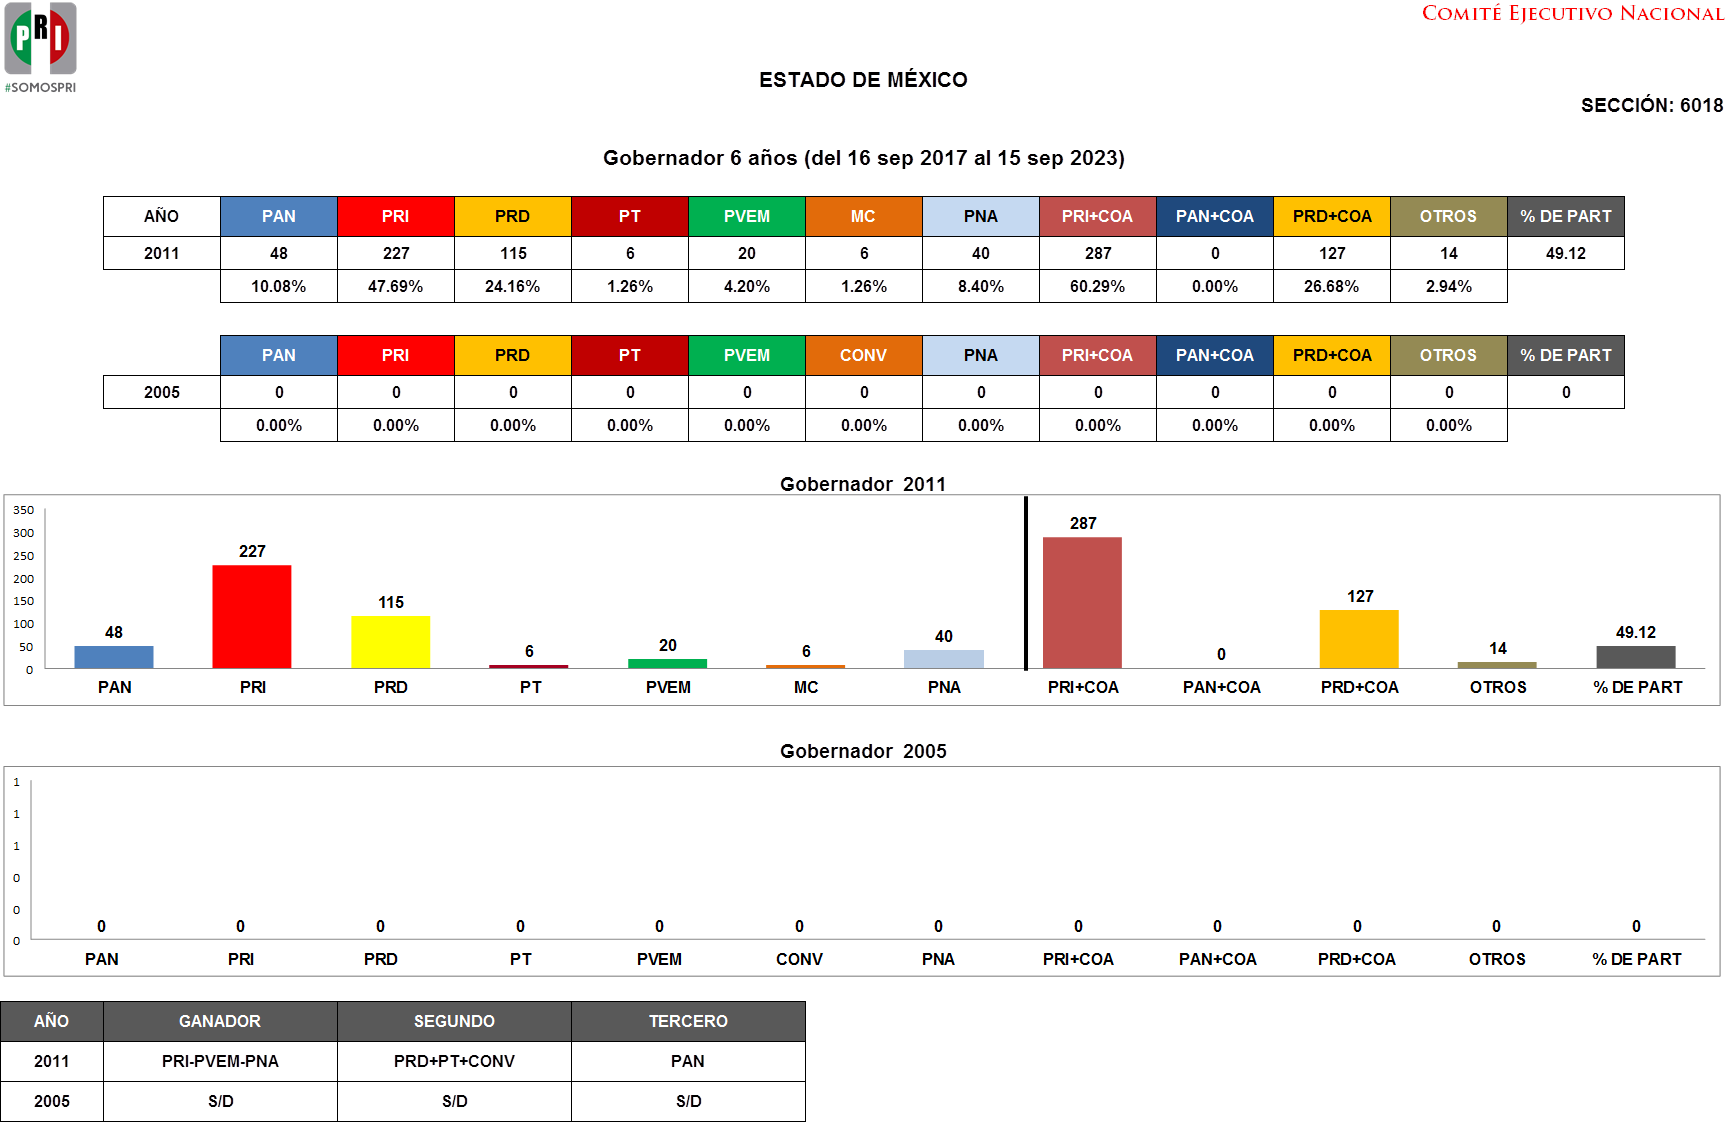 PRI
#SOMOSPRI
COMITÉ EJECUTIVO NACIONAL
ESTADO DE MÉXICO
SECCIÓN: 6018
Gobernador 6 años (del 16 sep 2017 al 15 sep 2023)
AÑO PAN PRI PRD PT PVEM MC PNA PRI+COA PAN+COA PRD+COA OTROS % DE PART
2011 48 227 115 6 20 6 40 287 0 127 14 49.12
10.08% 47.69% 24.16% 1.26% 4.20% 1.26% 8.40% 60.29% 0.00% 26.68% 2.94%
PAN PRI PRD PT PVEM CONV PNA PRI+COA PAN+COA PRD+COA OTROS % DE PART
2005 0 0 0 0 0 0 0 0 0 0 0 0
0.00% 0.00% 0.00% 0.00% 0.00% 0.00% 0.00% 0.00% 0.00% 0.00% 0.00%
Gobernador 2011
350
300
250
200
150
100
50
0
48 227 115 6 20 6 40 287 0 127 14 49.12
PAN PRI PRD PT PVEM MC PNA PRI+COA PAN+COA PRD+COA OTROS % DE PART
Gobernador 2005
1
1
1
0
0
0
0 0 0 0 0 0 0 0 0 0 0 0
PAN PRI PRD PT PVEM CONV PNA PRI+COA PAN+COA PRD+COA OTROS % DE PART
AÑO GANADOR SEGUNDO TERCERO
2011 PRI-PVEM-PNA PRD+PT+CONV PAN
2005 S/D S/D S/D